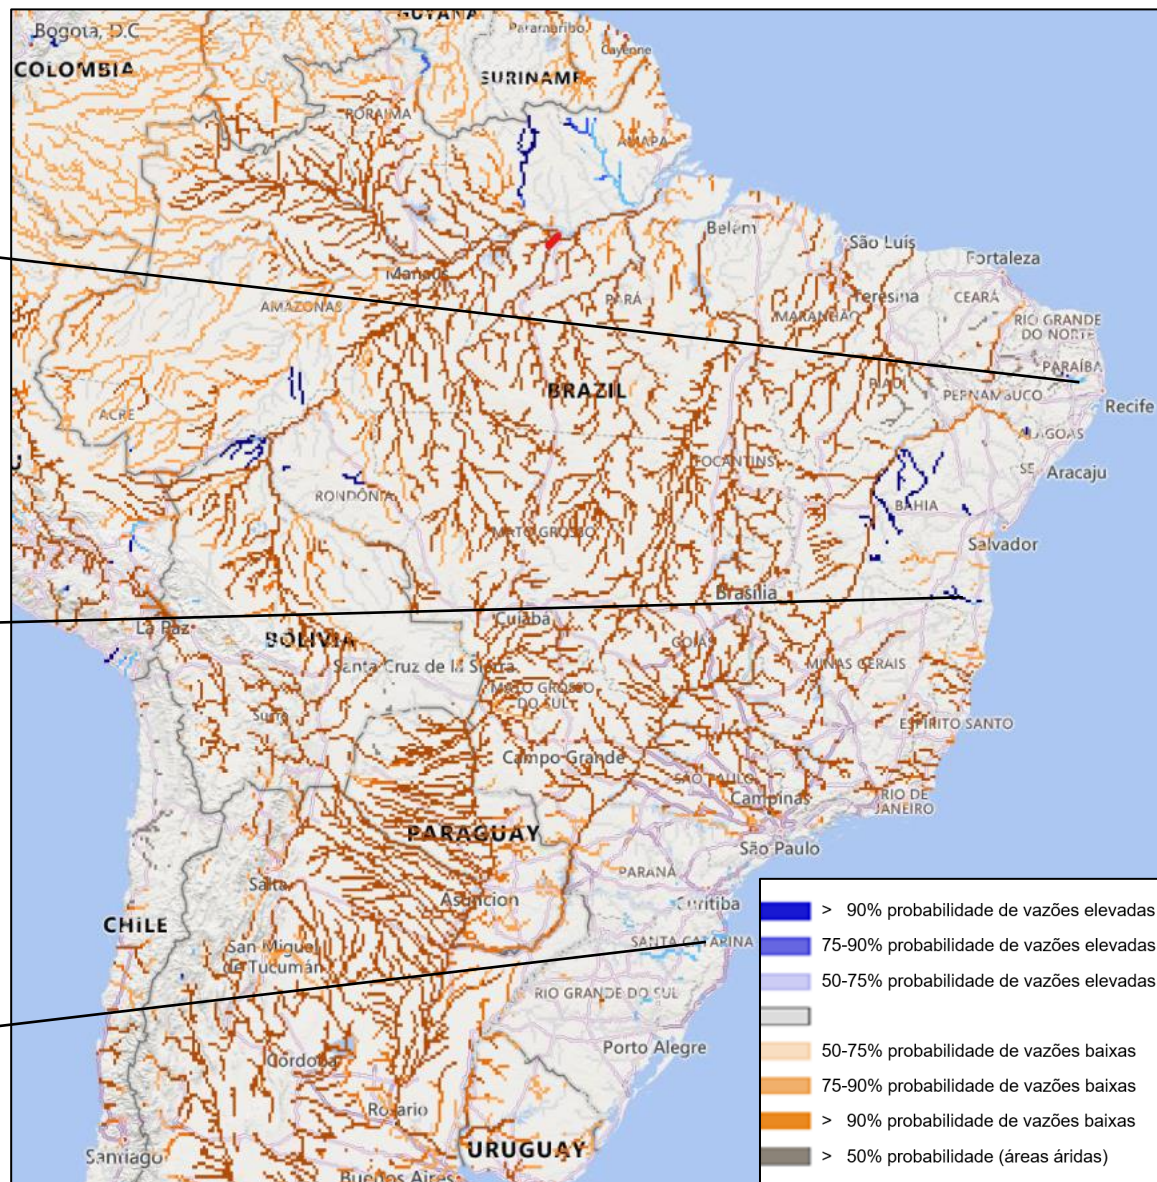 GUYANA
Paramaribo
Bogota, D.C
Cayenne
COLOMBIA
SURINAME
RORAIMA
AMAPÁ
Belém
São Luís
Fortaleza
Manaus
Teresina
CEARÁ
AMAZONAS
PARÁ
MARANHÃO
RIO GRANDE
DO NORTE
PARAÍBA
BRAZIL
PIAUÍ
PERNAMBUCO
Recife
ACRE
ALAGOAS
TOCANTINS
SE
Aracaju
RONDÔNIA
BAHIA
MATO GROSSO
Salvador
Brasília
Cuiabá
La Paz
BOLIVIA
GOIÁS
Santa Cruz de la Sierra
MINAS GERAIS
MATO GROSSO
DO SUL
Sucre
ESPÍRITO SANTO
Campo Grande
SÃO PAULO
Campinas
RIO DE
JANEIRO
PARAGUAY
São Paulo
PARANÁ
Salta
Asuncion
Curitiba
CHILE
SANTA CATARINA
San Miguel
de Tucumán
RIO GRANDE DO SUL
Cordoba
Porto Alegre
Rosario
URUGUAY
Santiago
Buenos Aires
> 90% probabilidade de vazões elevadas
75-90% probabilidade de vazões elevadas
50-75% probabilidade de vazões elevadas
50-75% probabilidade de vazões baixas
75-90% probabilidade de vazões baixas
> 90% probabilidade de vazões baixas
> 50% probabilidade (áreas áridas)